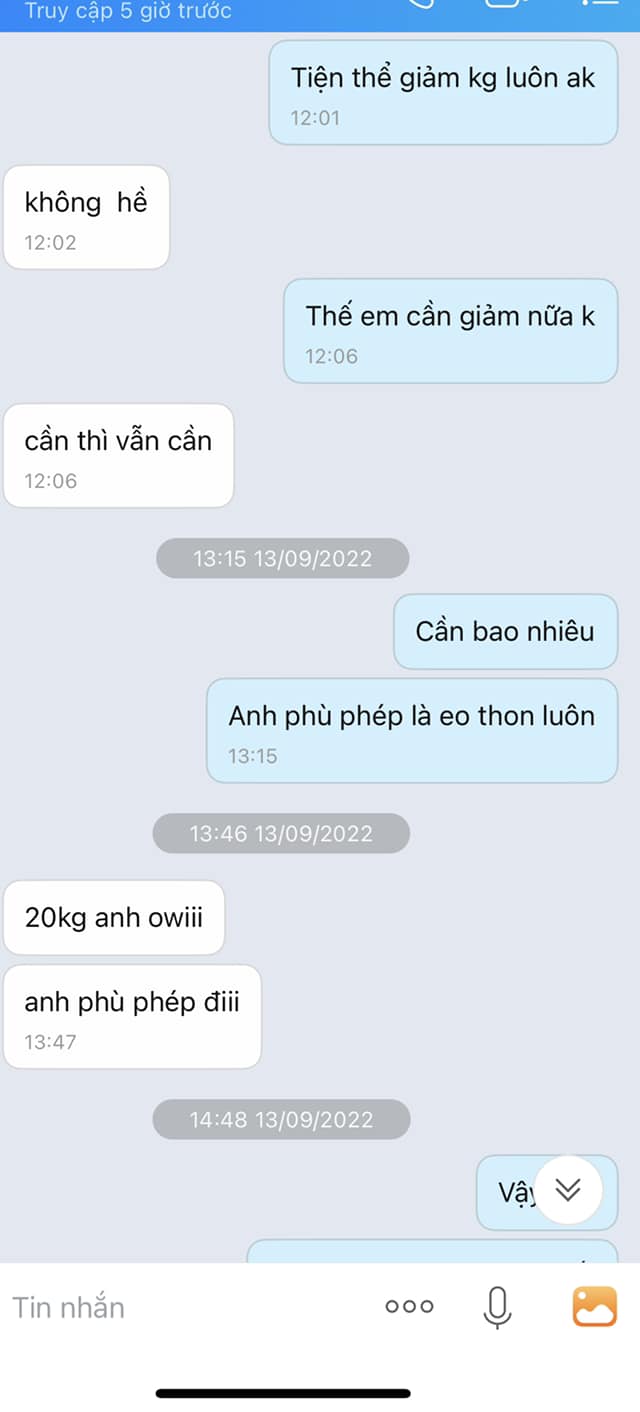 Truy cập 5 giờ trước
Tiện thể giảm kg luôn ak
12:01
không hề
12:02
Thế em cần giảm nữa k
12:06
cần thì vẫn cần
12:06
13:15 13/09/2022
Cần bao nhiêu
Anh phù phép là eo thon luôn
13:15
13:46 13/09/2022
20kg anh owiii
anh phù phép điii
13:47
14:48 13/09/2022
Tin nhắn